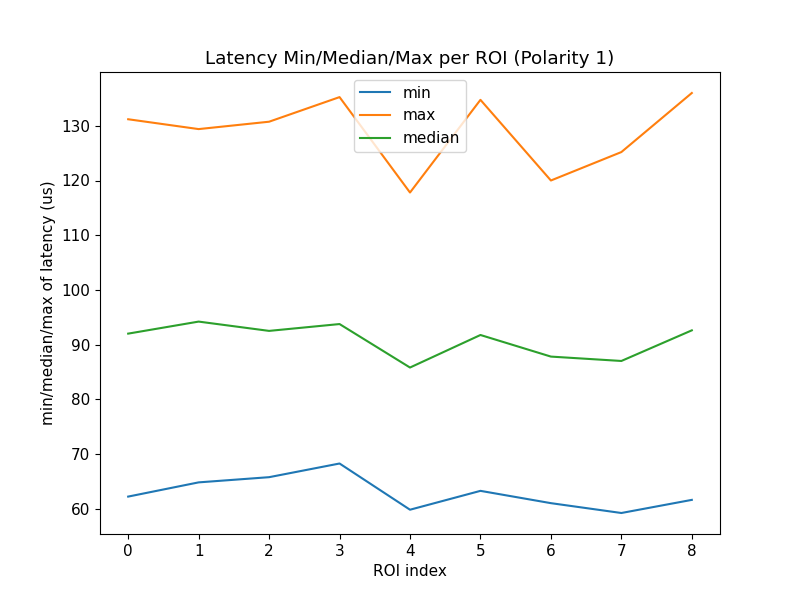 Latency Min/Median/Max per ROI (Polarity 1)
min
max
median
130
120
110
100
90
80
70
60
min/median/max of latency (us)
0 1 2 3 4 5 6 7 8
ROI index